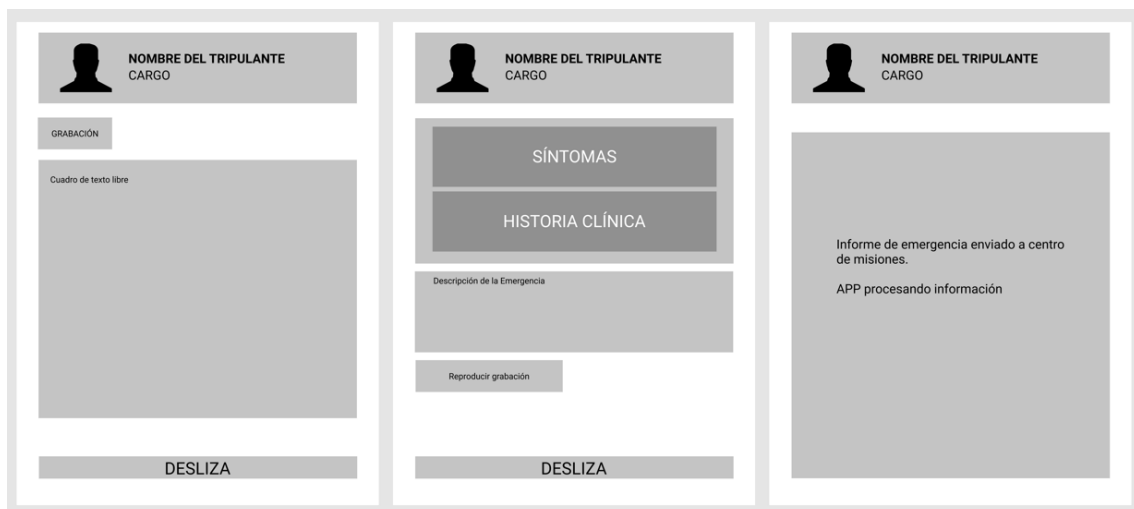 NOMBRE DEL TRIPULANTE
CARGO
GRABACIÓN
Cuadro de texto libre
DESLIZA
NOMBRE DEL TRIPULANTE
CARGO
SÍNTOMAS
HISTORIA CLÍNICA
Descripción de la Emergencia
Reproducir grabación
DESLIZA
NOMBRE DEL TRIPULANTE
CARGO
Informe de emergencia enviado a centro
de misiones.
APP procesando información